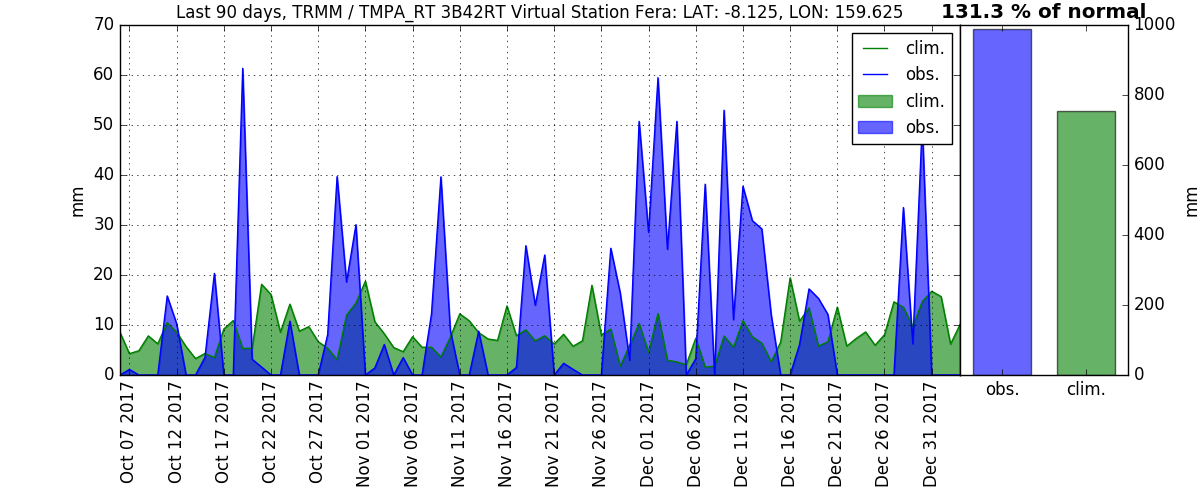 Last 90 days, TRMM / TMPA_RT 3B42RT Virtual Station Fera: LAT: -8.125, LON: 159.625
131.3 % of normal
70
60
50
40
30
20
10
0
mm
clim.
obs.
clim.
obs.
1000
800
600
400
200
0
mm
obs.
clim.
Oct 07 2017
Oct 12 2017
Oct 17 2017
Oct 22 2017
Oct 27 2017
Nov 01 2017
Nov 06 2017
Nov 11 2017
Nov 16 2017
Nov 21 2017
Nov 26 2017
Dec 01 2017
Dec 06 2017
Dec 11 2017
Dec 16 2017
Dec 21 2017
Dec 26 2017
Dec 31 2017